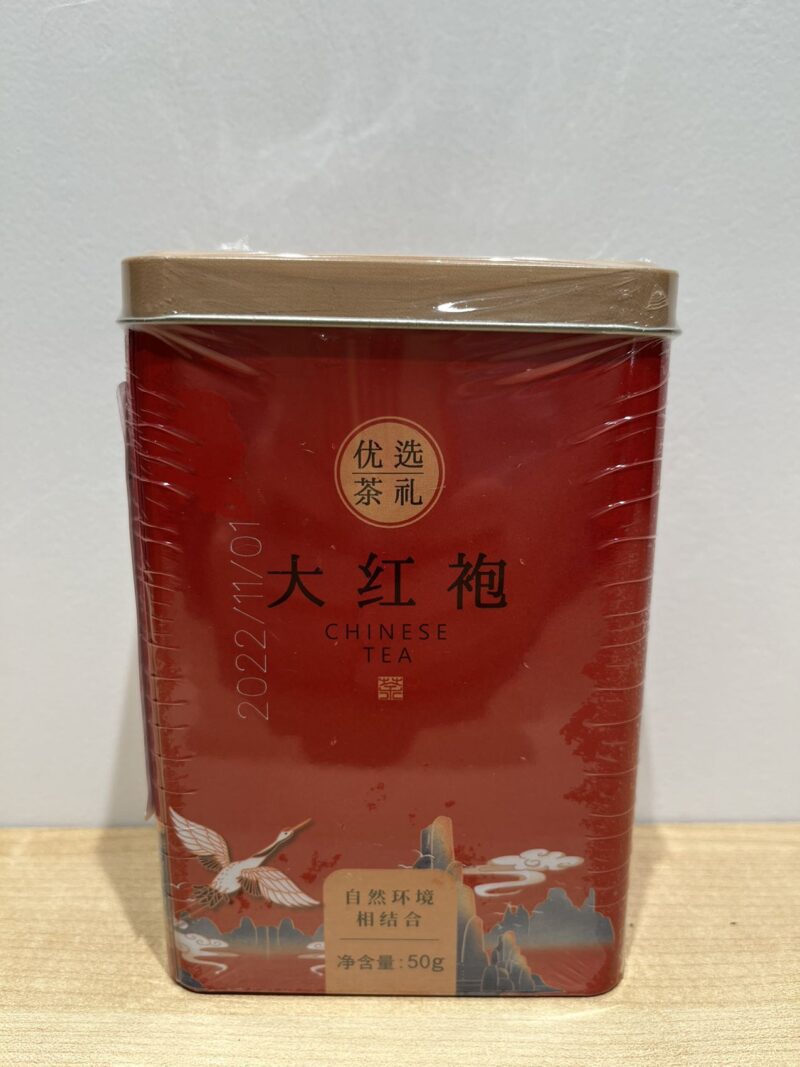 优选
茶礼
大红袍
CHINESE
TEA
茶
2022/11/01
自然环境
相结合
净含量:50g